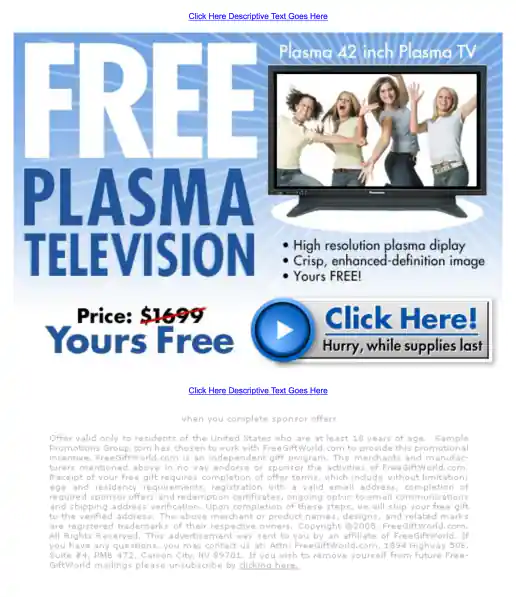 Click Here Descriptive Text Goes Here
FREE
Plasma 42 inch Plasma TV
PLASMA
TELEVISION
• High resolution plasma diplay
• Crisp, enhanced-definition image
• Yours FREE!
Price: $1699
Yours Free
Click Here!
Hurry, while supplies last
Click Here Descriptive Text Goes Here
when you complete sponsor offers
Offer valid only to residents of the United States who are at least 18 years of age. Sample
Promotions Group.com has chosen to work with FreeGiftWorld.com to provide this promotional
incentive. FreeGiftWorld.com is an independent gift program. The merchants and manufac-
turers mentioned above in no way endorse or sponsor the activities of FreeGiftWorld.com.
Receipt of your free gift requires completion of offer terms, which include without limitation:
age and residency requirements, registration with a valid email address, completion of
required sponsor offers and redemption certificates, ongoing option to email communications
and shipping address verification. Upon completion of these steps, we will ship your free gift
to the verified address. The above merchant or product names, designs, and related marks
are registered trademarks of their respective owners. Copyright ©2005, FreeGiftWorld.com.
All Rights Reserved. This advertisement was sent to you by an affiliate of FreeGiftWorld. If
you have any questions, you may contact us at: Attn: FreeGiftWorld.com, 1894 Highway 50E,
Suite #4, PMB 472, Carson City, NV 89701. If you wish to remove yourself from future Free-
GiftWorld mailings please unsubscribe by clicking here.